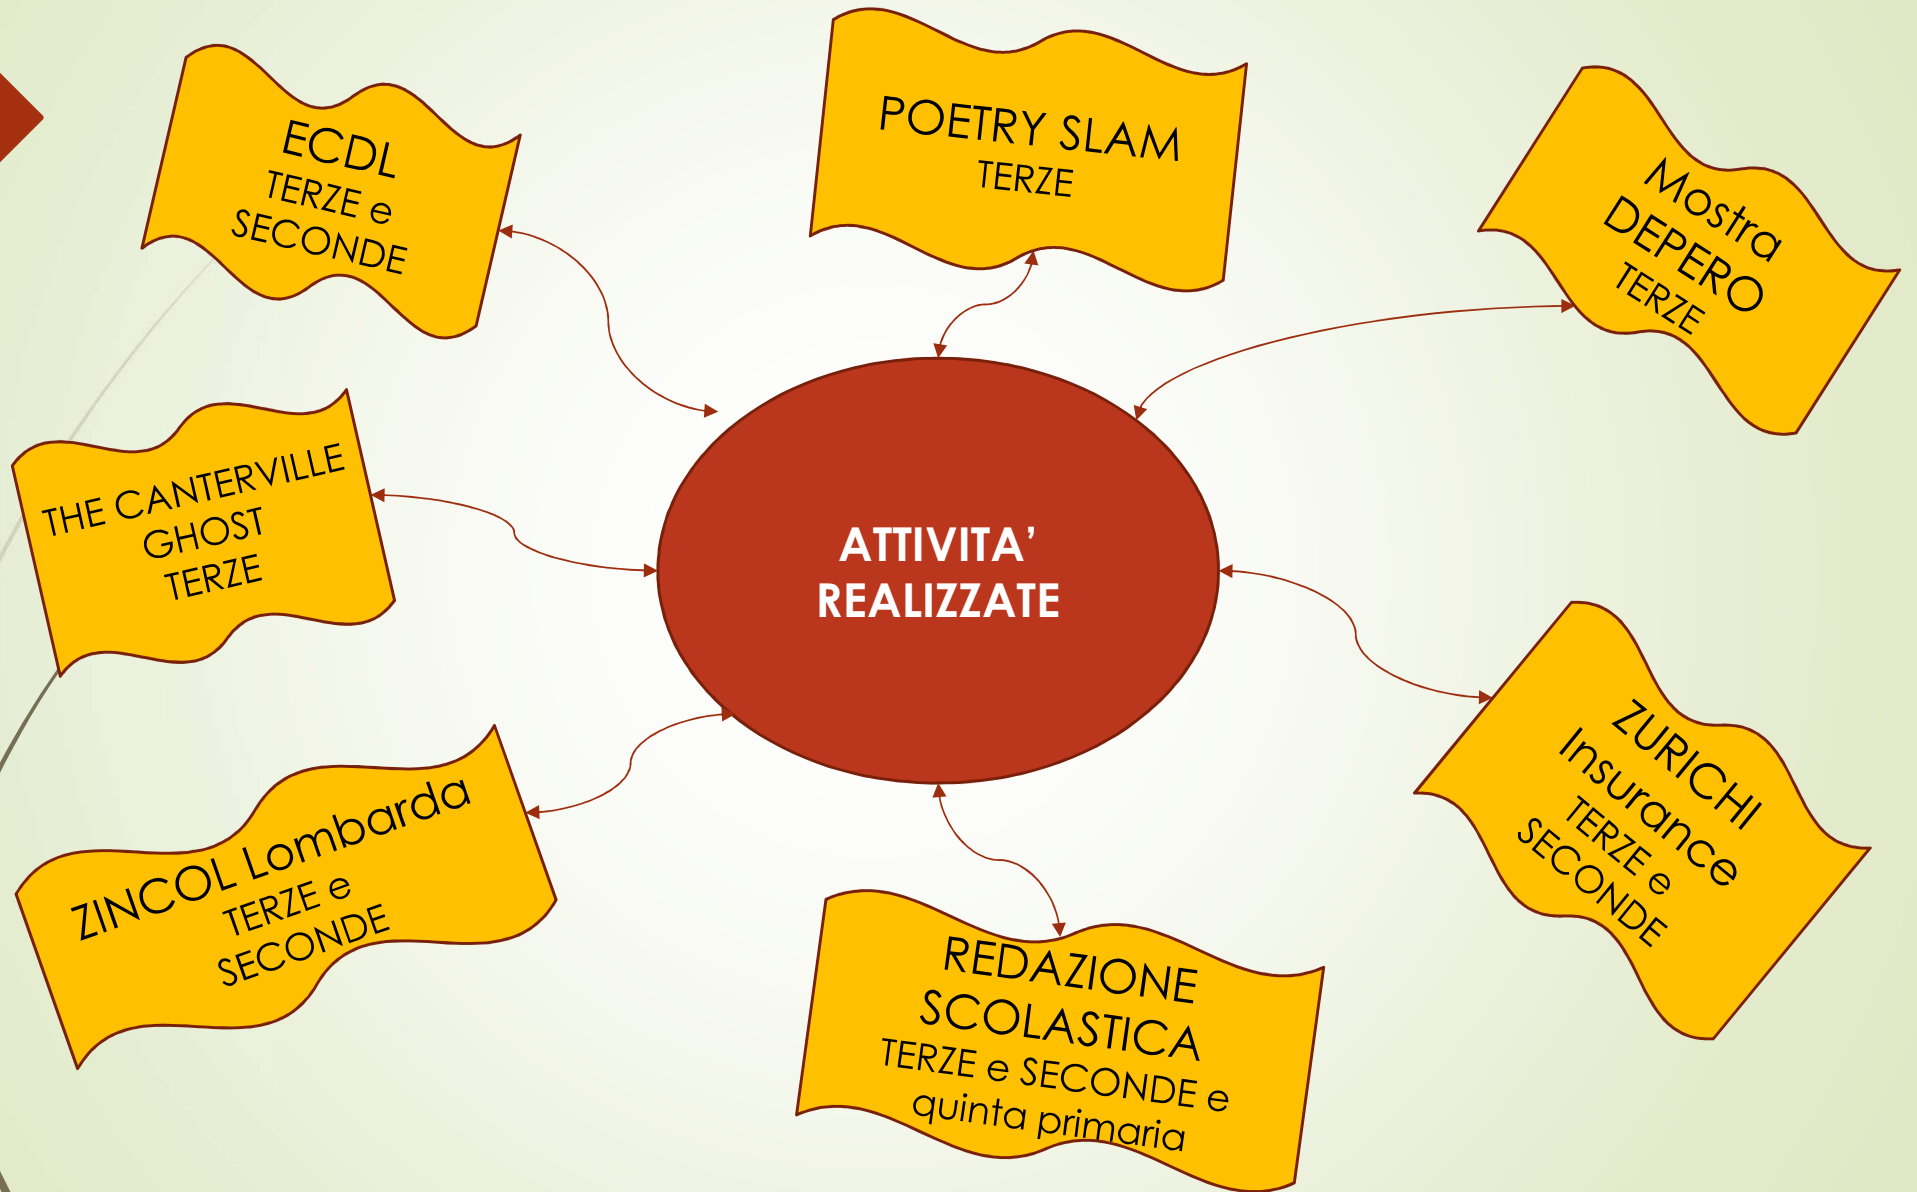 ECDL
TERZE e
SECONDE
POETRY SLAM
TERZE
Mostra
DEPERO
TERZE
THE CANTERVILLE
GHOST
TERZE
ATTIVITA’
REALIZZATE
ZURICHI
Insurance
TERZE e
SECONDE
ZINCOL Lombarda
TERZE e
SECONDE
REDAZIONE
SCOLASTICA
TERZE e SECONDE e
quinta primaria